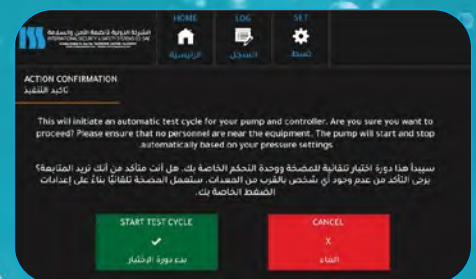 HOME
LOG
SET
الشركة الدولية لأنظمة الأمن والسلامة
ISS
INTERNATIONAL SECURITY & SAFETY SYSTEMS CO. SAE
الرئيسية
السجل
ضبط
ACTION CONFIRMATION
تاكيد التنفيذ
This will initiate an automatic test cycle for your pump and controller. Are you sure you want to
proceed? Please ensure that no personnel are near the equipment. The pump will start and stop
.automatically based on your pressure settings
سيبدأ هذا دورة اختبار تلقائية للمضخة ووحدة التحكم الخاصة بك. هل أنت متأكد من أنك تريد المتابعة؟
يرجى التأكد من عدم وجود أي شخص بالقرب من المعدات. ستعمل المضخة تلقائيًا بناءً على إعدادات
الضغط الخاصة بك.
START TEST CYCLE
CANCEL
X
بدء دورة الإختبار
الغاء